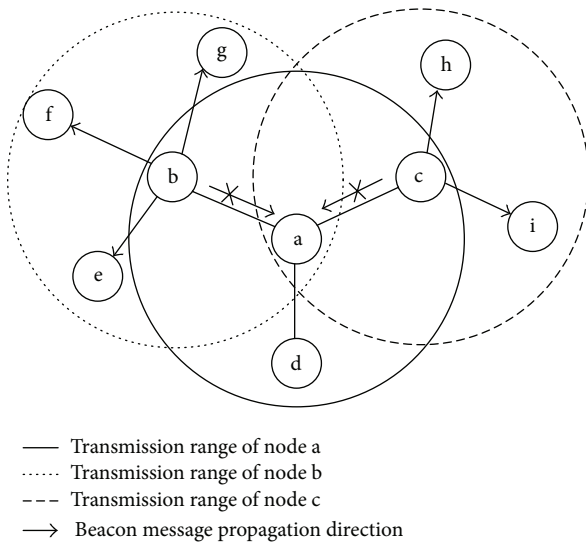 g
h
f
b
c
a
i
e
d
Transmission range of node a
Transmission range of node b
Transmission range of node c
Beacon message propagation direction